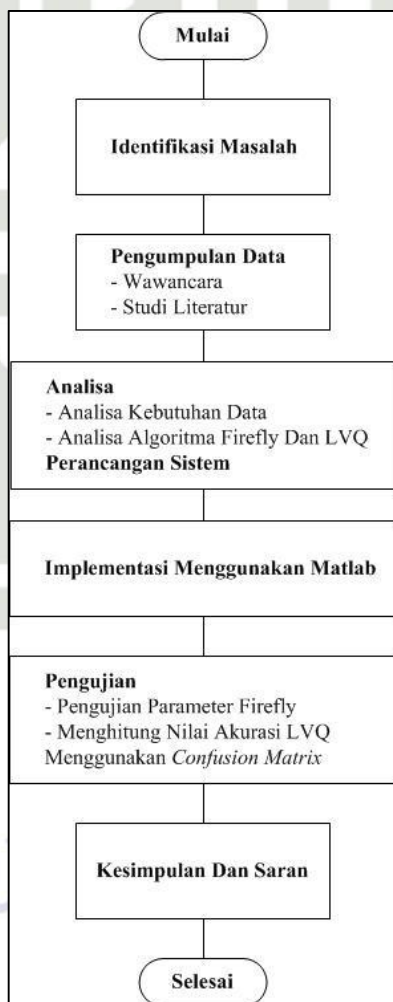 Mulai
Identifikasi Masalah
Pengumpulan Data
- Wawancara
- Studi Literatur
Analisa
- Analisa Kebutuhan Data
- Analisa Algoritma Firefly Dan LVQ
Perancangan Sistem
Implementasi Menggunakan Matlab
Pengujian
- Pengujian Parameter Firefly
- Menghitung Nilai Akurasi LVQ
Menggunakan Confusion Matrix
Kesimpulan Dan Saran
Selesai